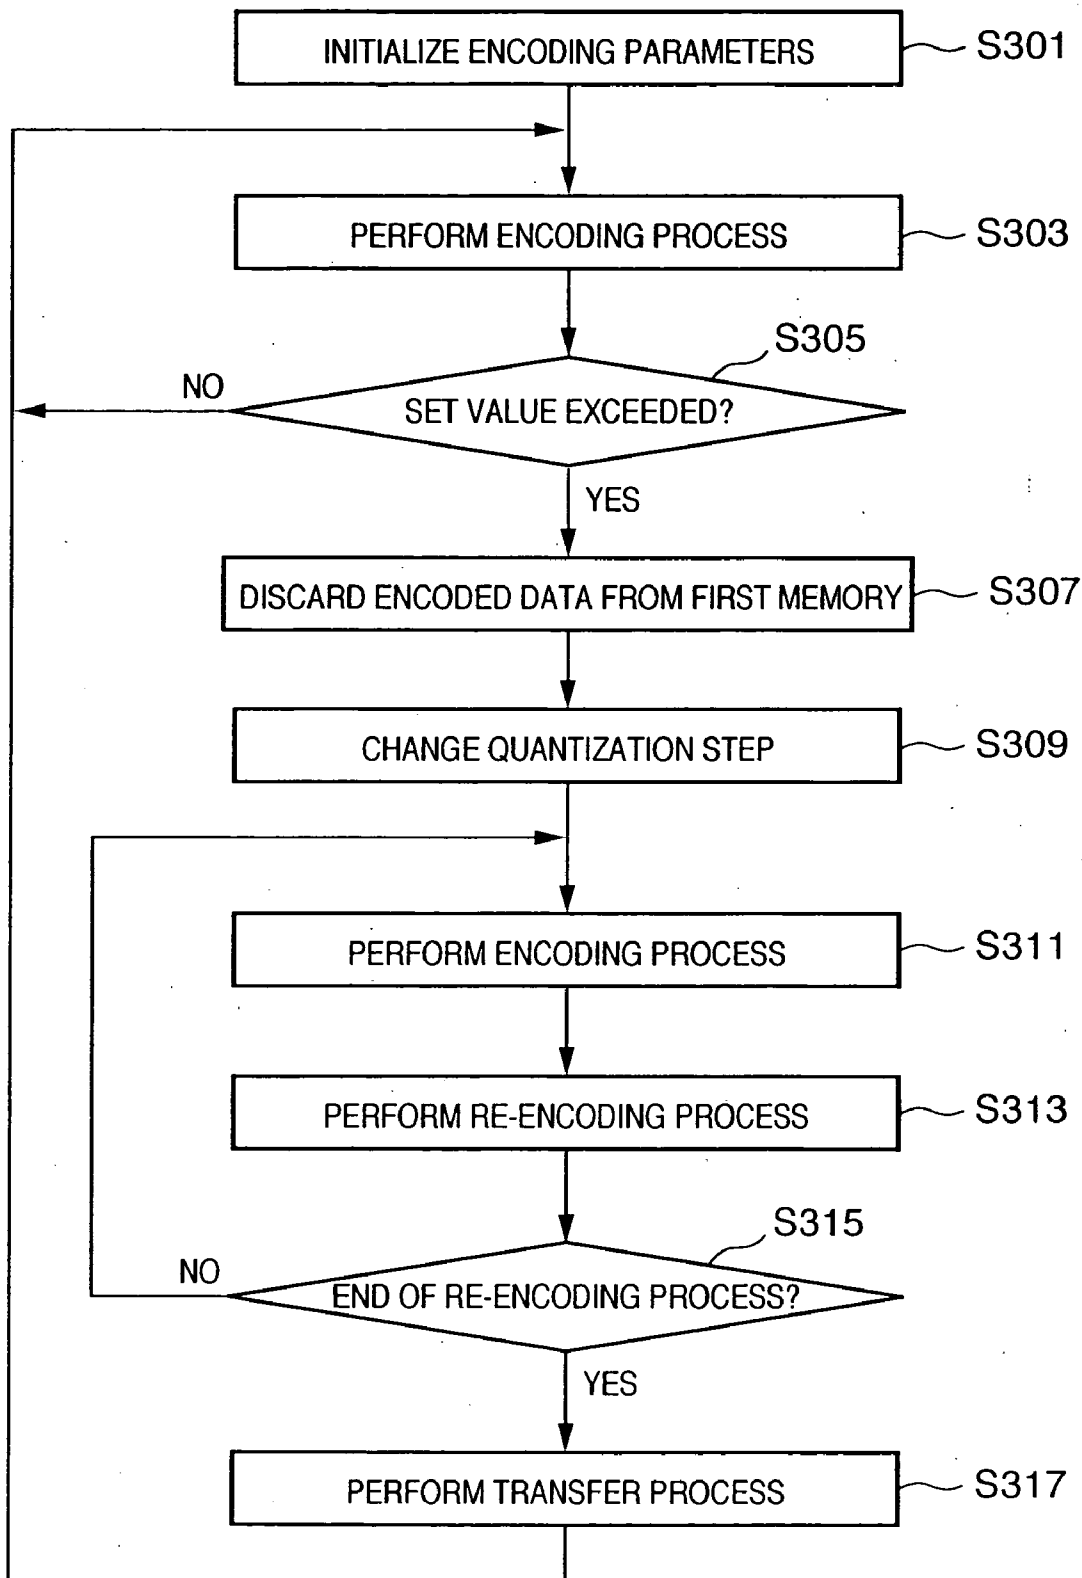 INITIALIZE ENCODING PARAMETERS
S301
PERFORM ENCODING PROCESS
S303
S305
NO
SET VALUE EXCEEDED?
YES
DISCARD ENCODED DATA FROM FIRST MEMORY
S307
CHANGE QUANTIZATION STEP
S309
PERFORM ENCODING PROCESS
S311
PERFORM RE-ENCODING PROCESS
S313
S315
NO
END OF RE-ENCODING PROCESS?
YES
PERFORM TRANSFER PROCESS
S317